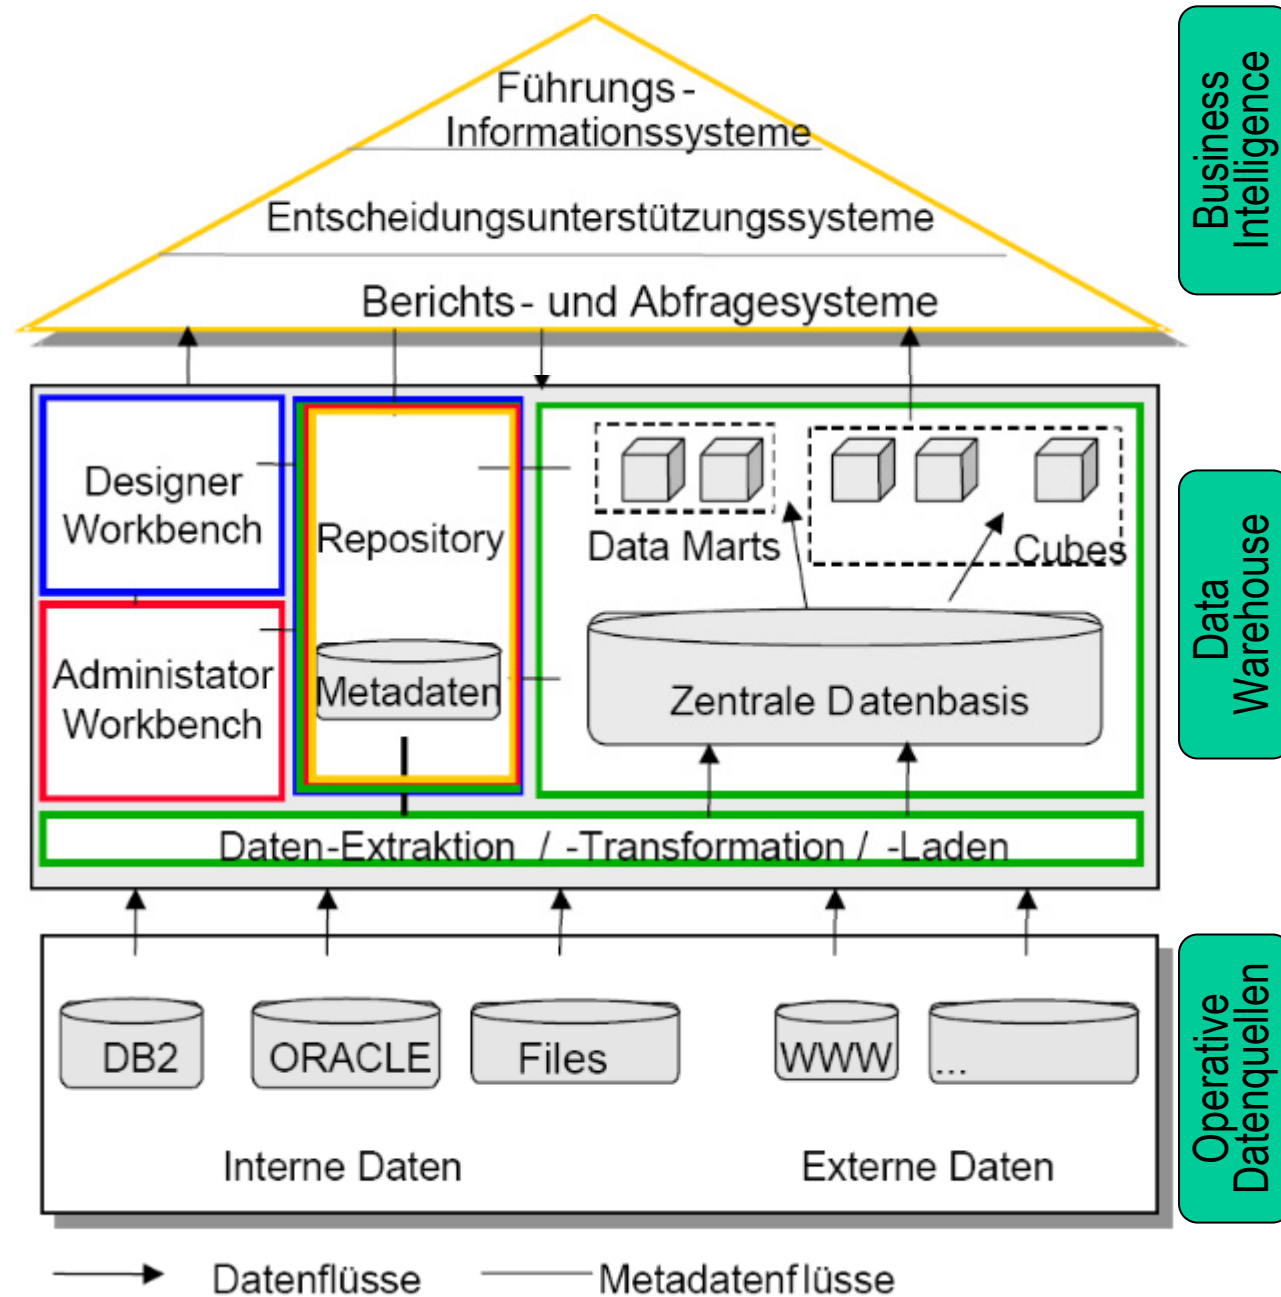 Führungs-
Informationssysteme
Entscheidungsunterstützungssysteme
Berichts- und Abfragesysteme
Business
Intelligence
Designer
Workbench
Administator
Workbench
Repository
Metadaten
Data Marts
Cubes
Zentrale Datenbasis
Daten-Extraktion / -Transformation / -Laden
Data
Warehouse
DB2
ORACLE
Files
WWW
...
Interne Daten
Externe Daten
Operative
Datenquellen
Datenflüsse
Metadatenflüsse